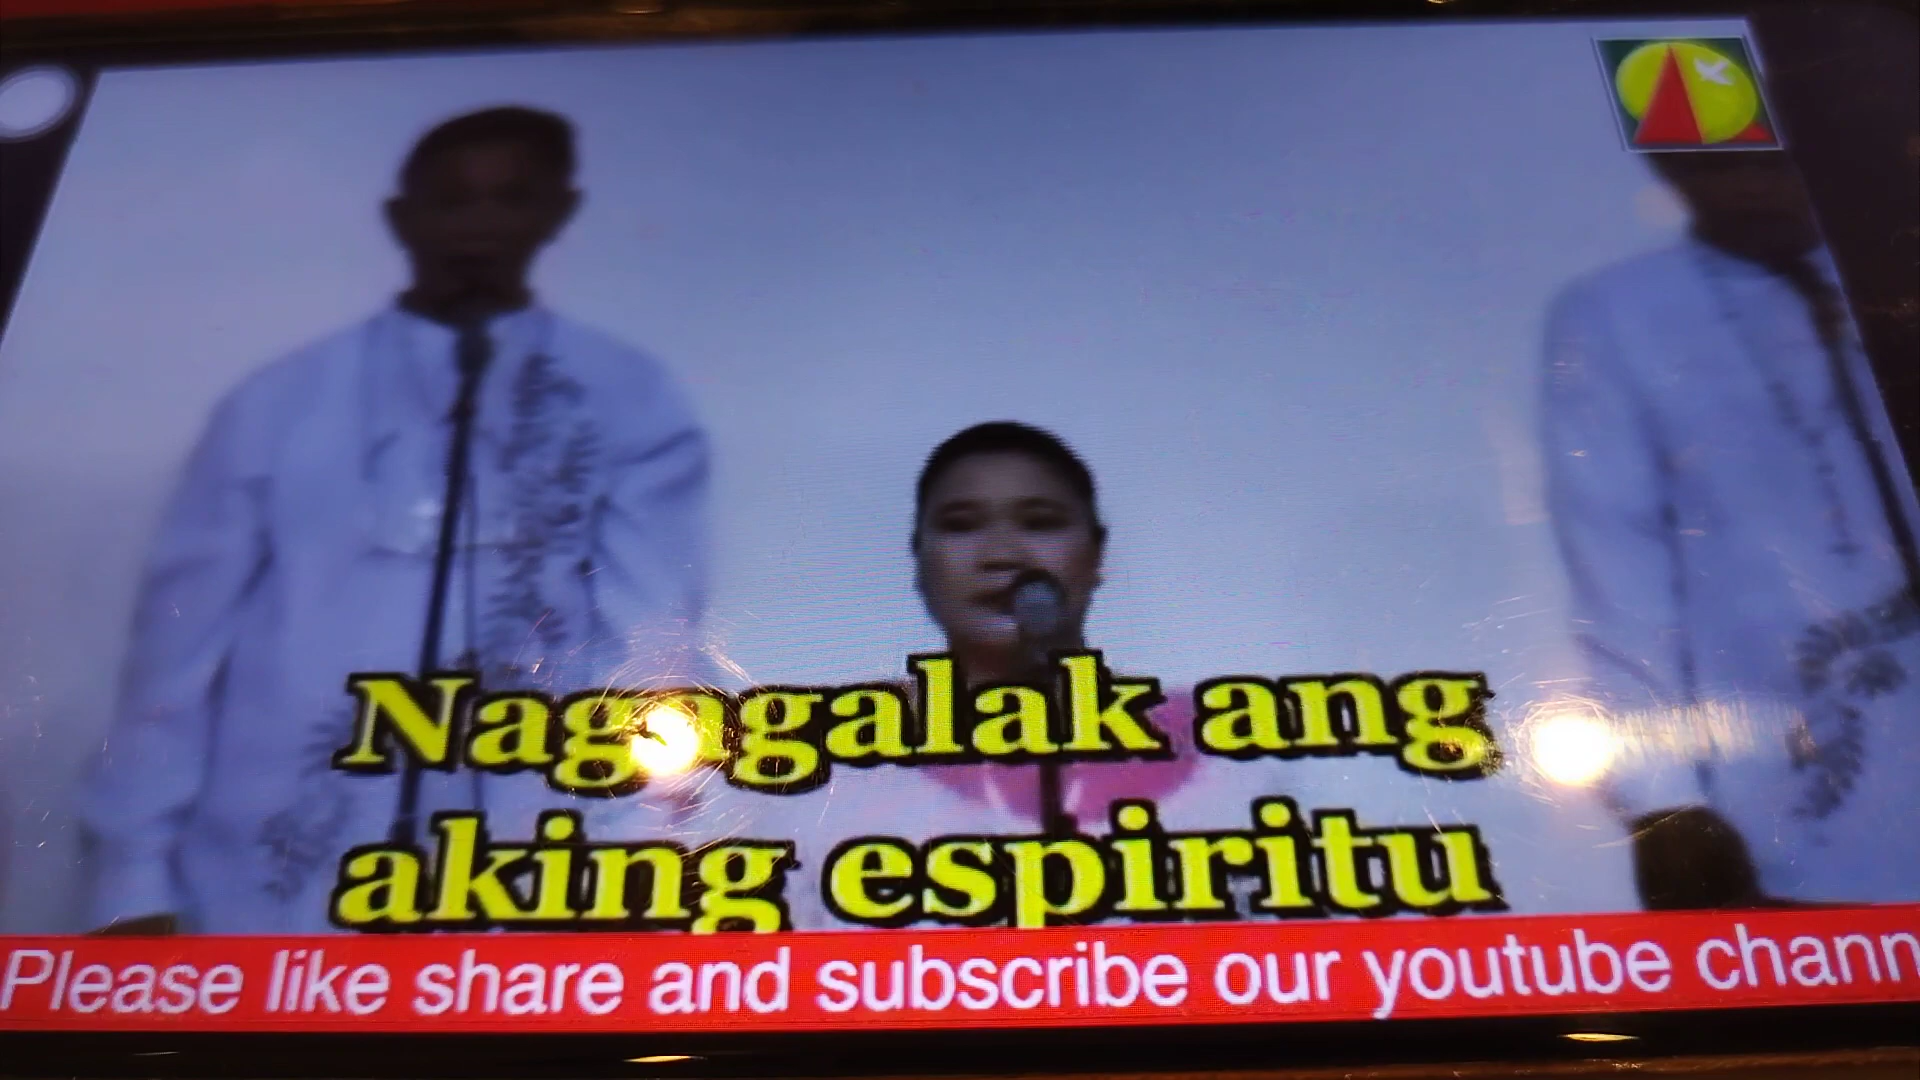 Nagagalak ang
aking espiritu
Please like share and subscribe our youtube chann